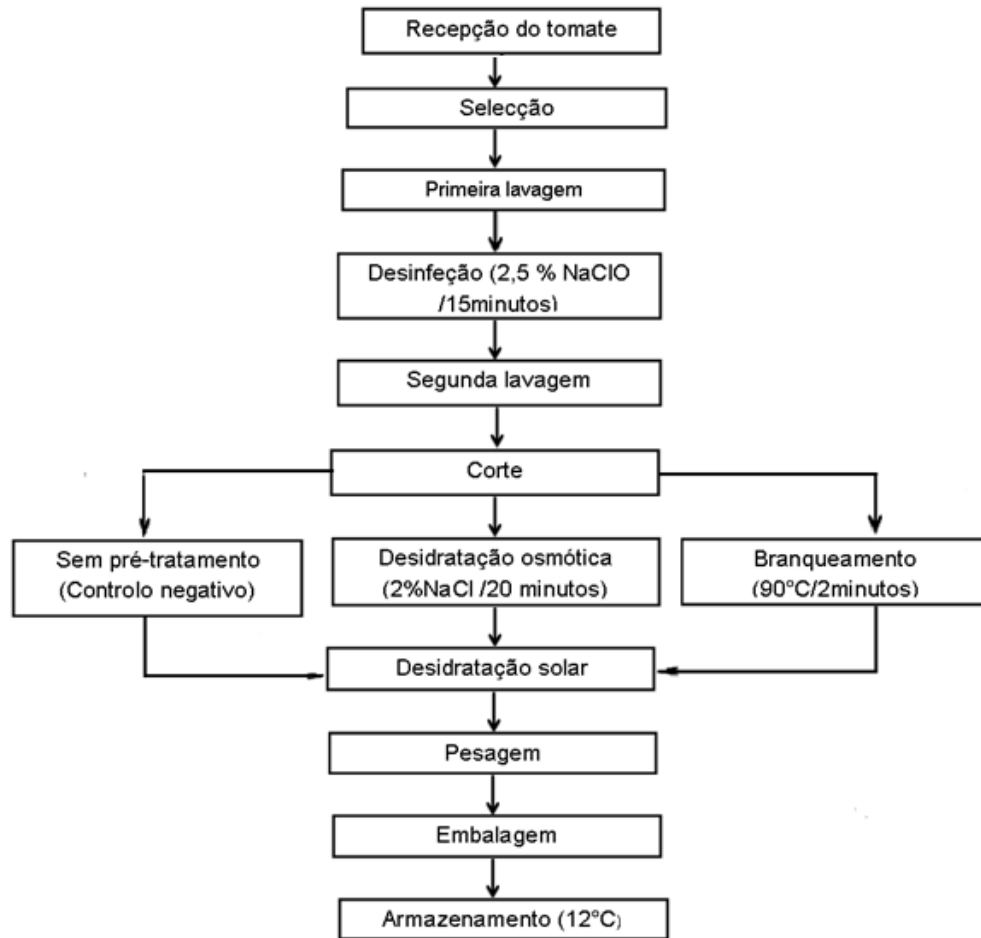 Recepção do tomate
Selecção
Primeira lavagem
Desinfeção (2,5 % NaClO
/15minutos)
Segunda lavagem
Corte
Sem pré-tratamento
(Controlo negativo)
Desidratação osmótica
(2%NaCl /20 minutos)
Branqueamento
(90°C/2minutos)
Desidratação solar
Pesagem
Embalagem
Armazenamento (12°C)